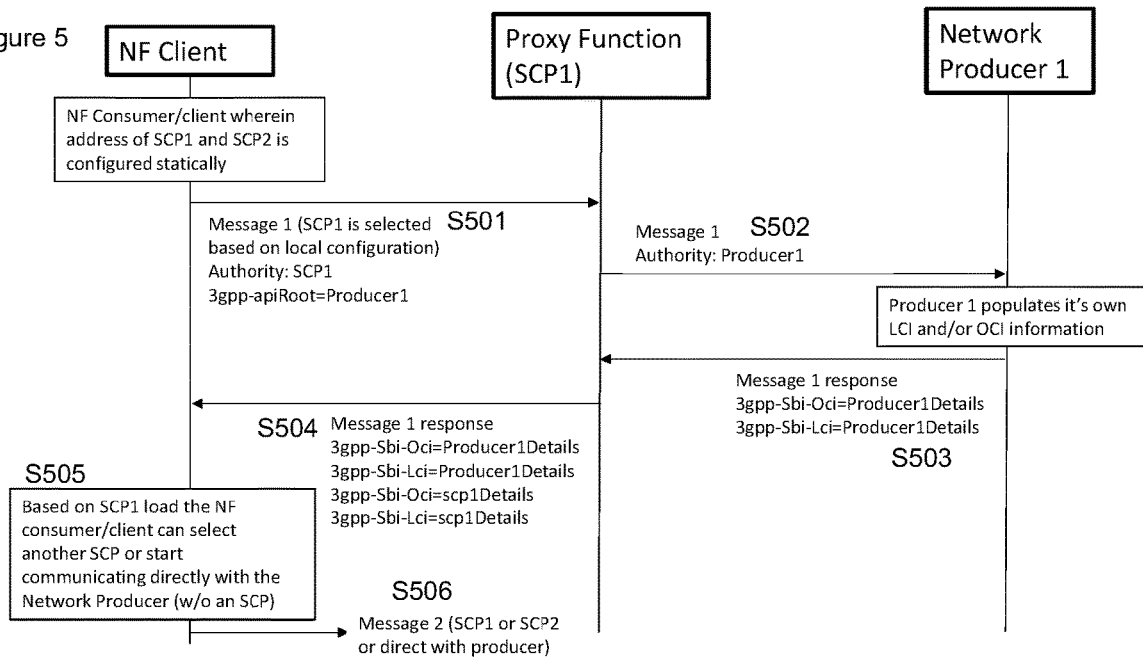 gure 5
NF Client
Proxy Function
(SCP1)
Network
Producer 1
NF Consumer/client wherein
address of SCP1 and SCP2 is
configured statically
Message 1 (SCP1 is selected
based on local configuration)
Authority: SCP1
3gpp-apiRoot=Producer1
S501
Message 1
Authority: Producer1
S502
Producer 1 populates it's own
LCI and/or OCI information
Message 1 response
3gpp-Sbi-Oci=Producer1Details
3gpp-Sbi-Lci=Producer1Details
S503
S504
Message 1 response
3gpp-Sbi-Oci=Producer1Details
3gpp-Sbi-Lci=Producer1Details
3gpp-Sbi-Oci=scp1Details
3gpp-Sbi-Lci=scp1Details
S505
Based on SCP1 load the NF
consumer/client can select
another SCP or start
communicating directly with the
Network Producer (w/o an SCP)
S506
Message 2 (SCP1 or SCP2
or direct with producer)